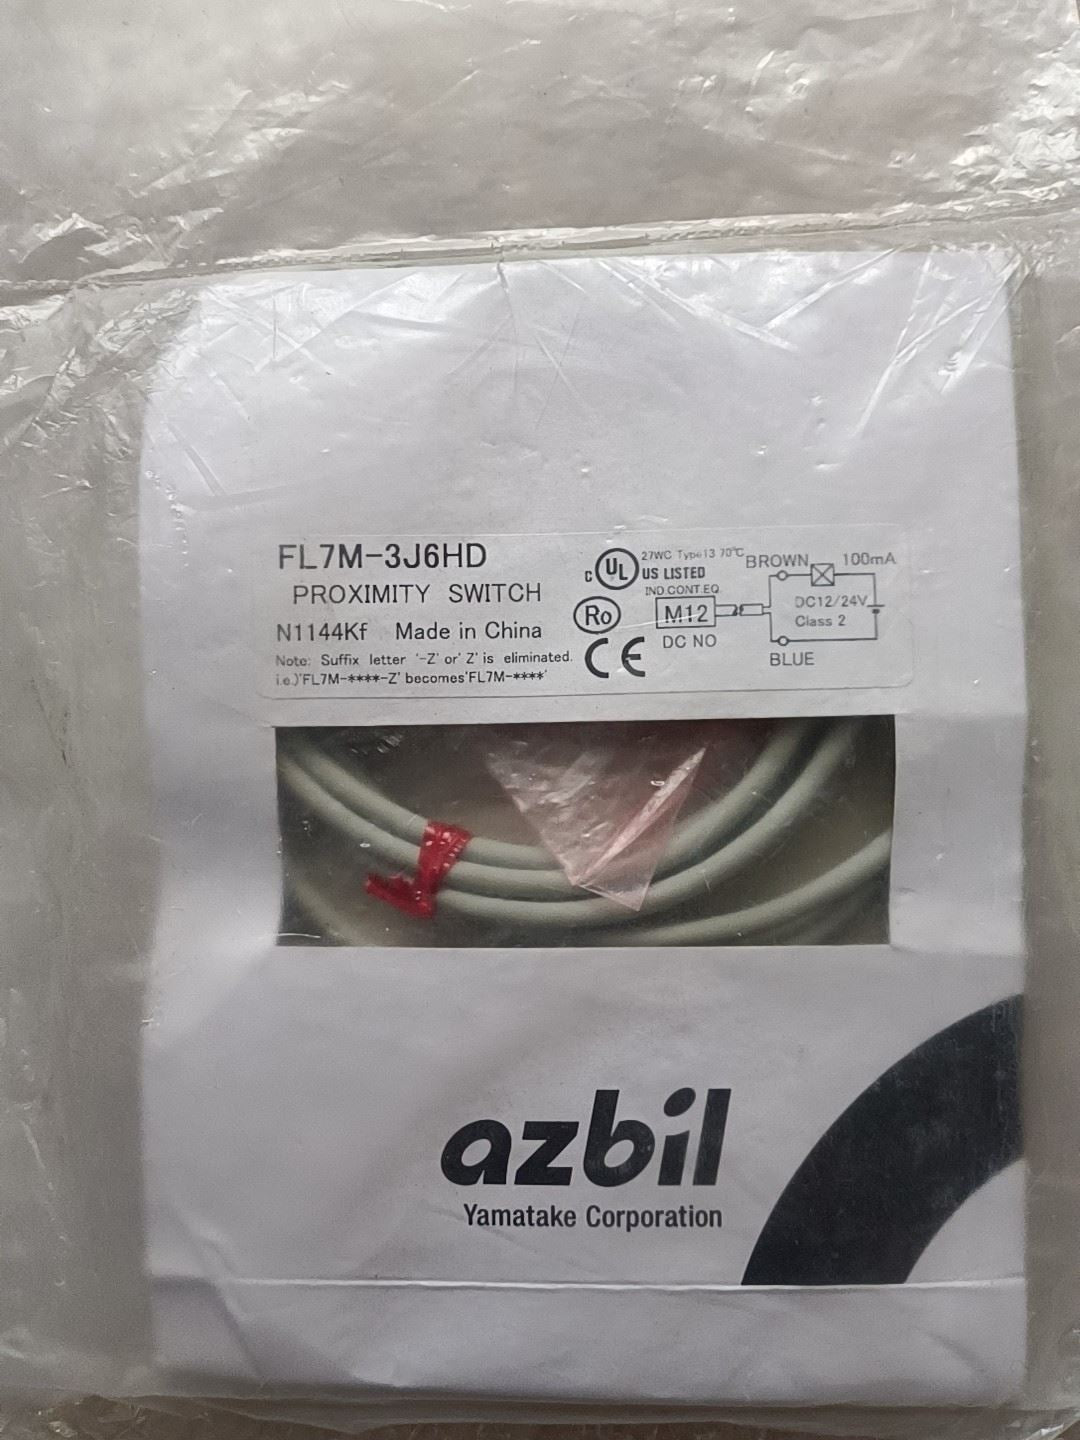 FL7M-3J6HD
PROXIMITY SWITCH
N1144Kf Made in China
Note: Suffix letter '-Z' or' Z' is eliminated.
i.e.)'FL7M-****-Z' becomes'FL7M-****'
C UL US LISTED
27WC Type13 70℃
IND.CONT.EQ.
Ro
CE
M12
DC NO
BROWN
100mA
DC12/24V
Class 2
BLUE
azbil
Yamatake Corporation